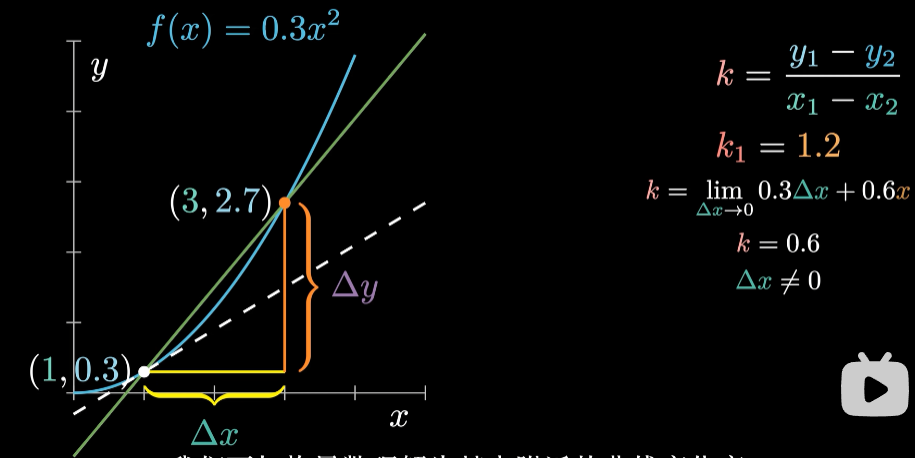 f(x) = 0.3x²
y
k = \frac{y₁ − y₂}{x₁ − x₂}
k₁ = 1.2
(3, 2.7)
k = lim_{Δx→0} 0.3Δx + 0.6x
k = 0.6
Δx ≠ 0
Δy
(1, 0.3)
x
Δx